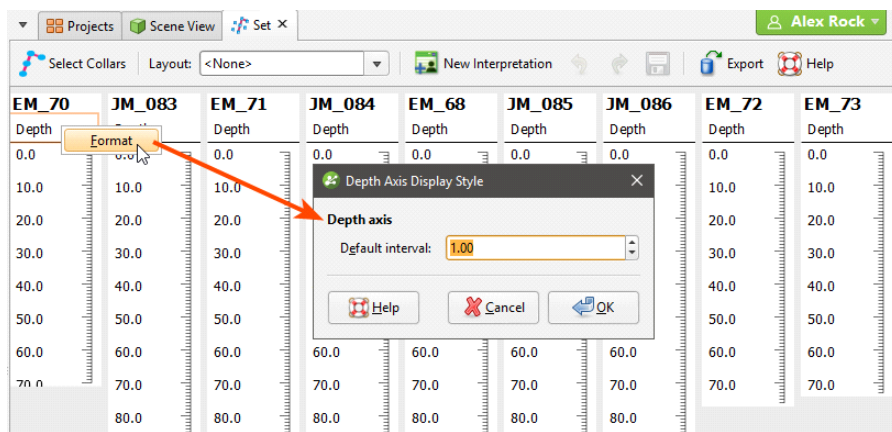 Projects Scene View Set
Alex Rock
Select Collars Layout: <None> New Interpretation Export Help
EM_70 JM_083 EM_71 JM_084 EM_68 JM_085 JM_086 EM_72 EM_73
Depth Depth Depth Depth Depth Depth Depth Depth
Format
0.0 0.0 0.0 0.0 0.0 0.0 0.0 0.0 0.0
Depth Axis Display Style
10.0 10.0 10.0 10.0 10.0
20.0 20.0 20.0 20.0 20.0
Depth axis
30.0 30.0 30.0 30.0 30.0
Default interval: 1.00
40.0 40.0 40.0 40.0 40.0
50.0 50.0 50.0 50.0 50.0
Help Cancel OK
60.0 60.0 60.0 60.0 60.0 60.0 60.0 60.0 60.0
70.0 70.0 70.0 70.0 70.0 70.0 70.0 70.0 70.0
80.0 80.0 80.0 80.0 80.0 80.0